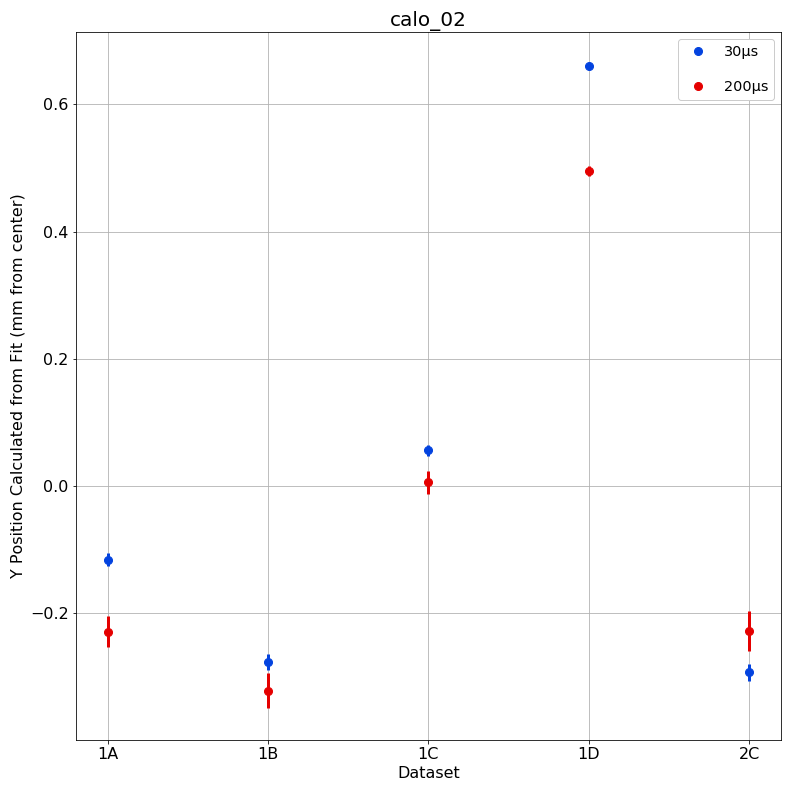 calo_02
30μs
200μs
Y Position Calculated from Fit (mm from center)
0.6
0.4
0.2
0.0
−0.2
1A 1B 1C 1D 2C
Dataset